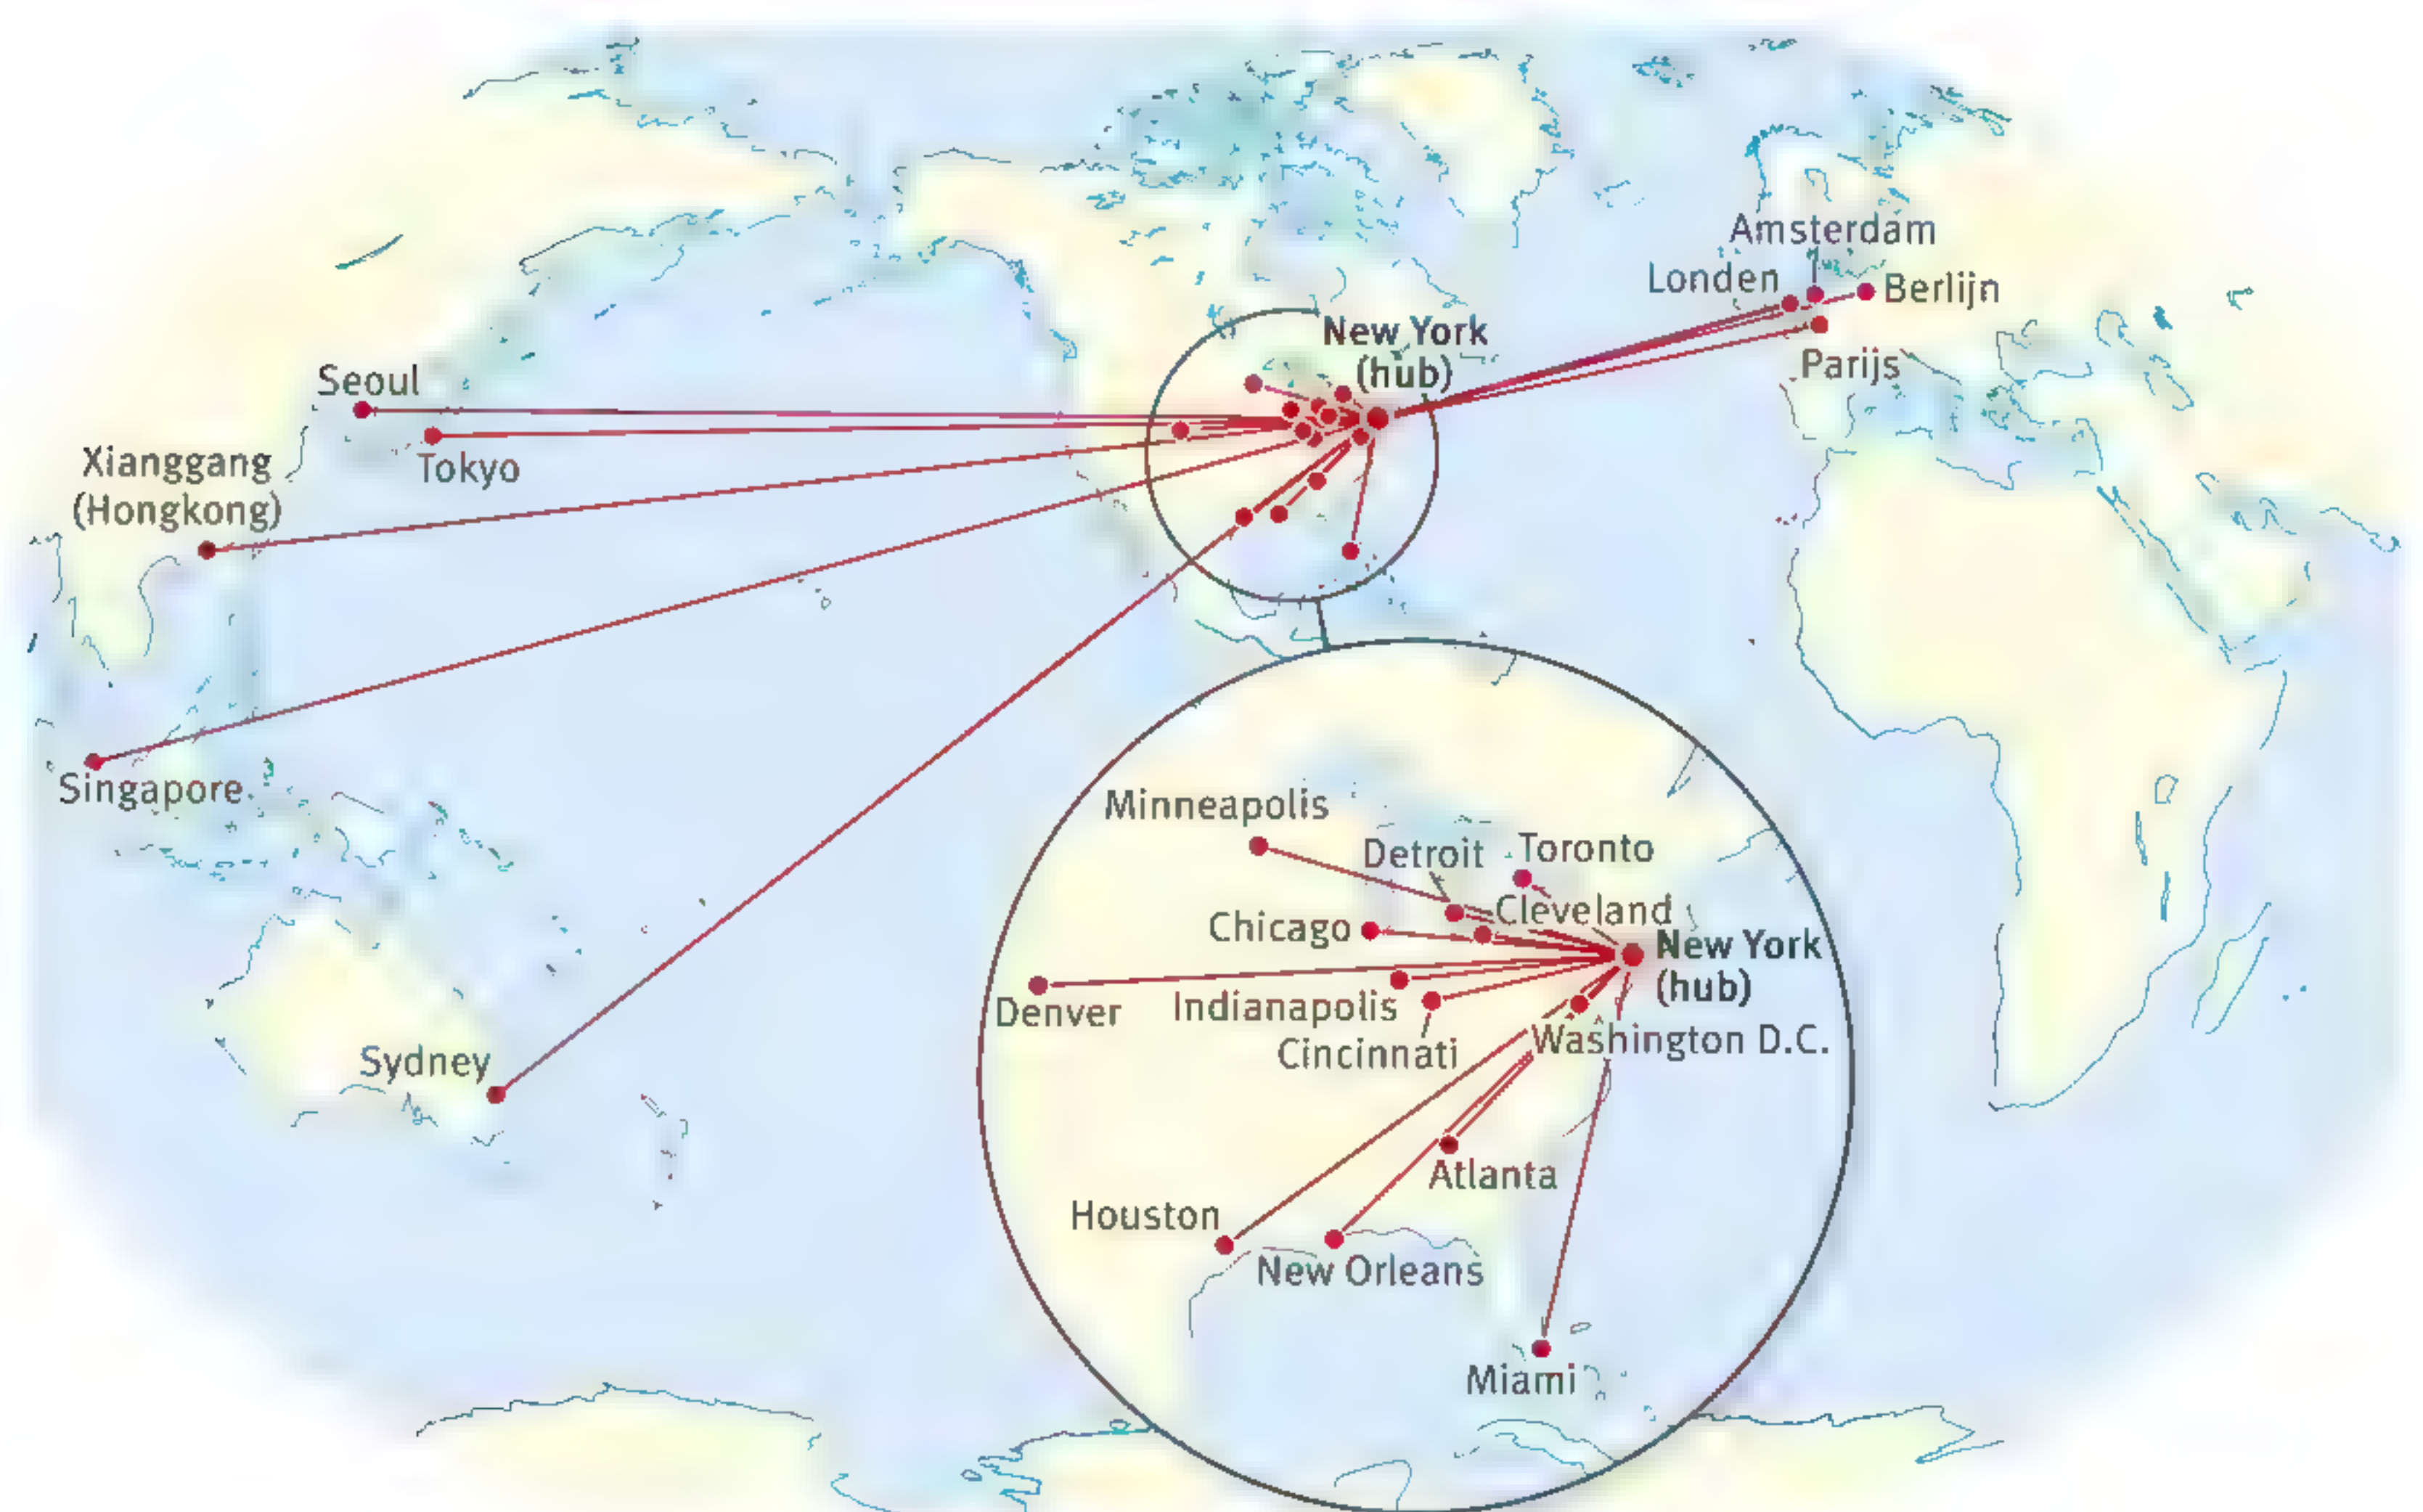 Amsterdam
Londen
Berlijn
New York
(hub)
Parijs
Seoul
Xianggang
(Hongkong)
Tokyo
Singapore
Sydney
Minneapolis
Detroit
Toronto
Cleveland
Chicago
New York
(hub)
Denver
Indianapolis
Cincinnati
Washington D.C.
Atlanta
Houston
New Orleans
Miami